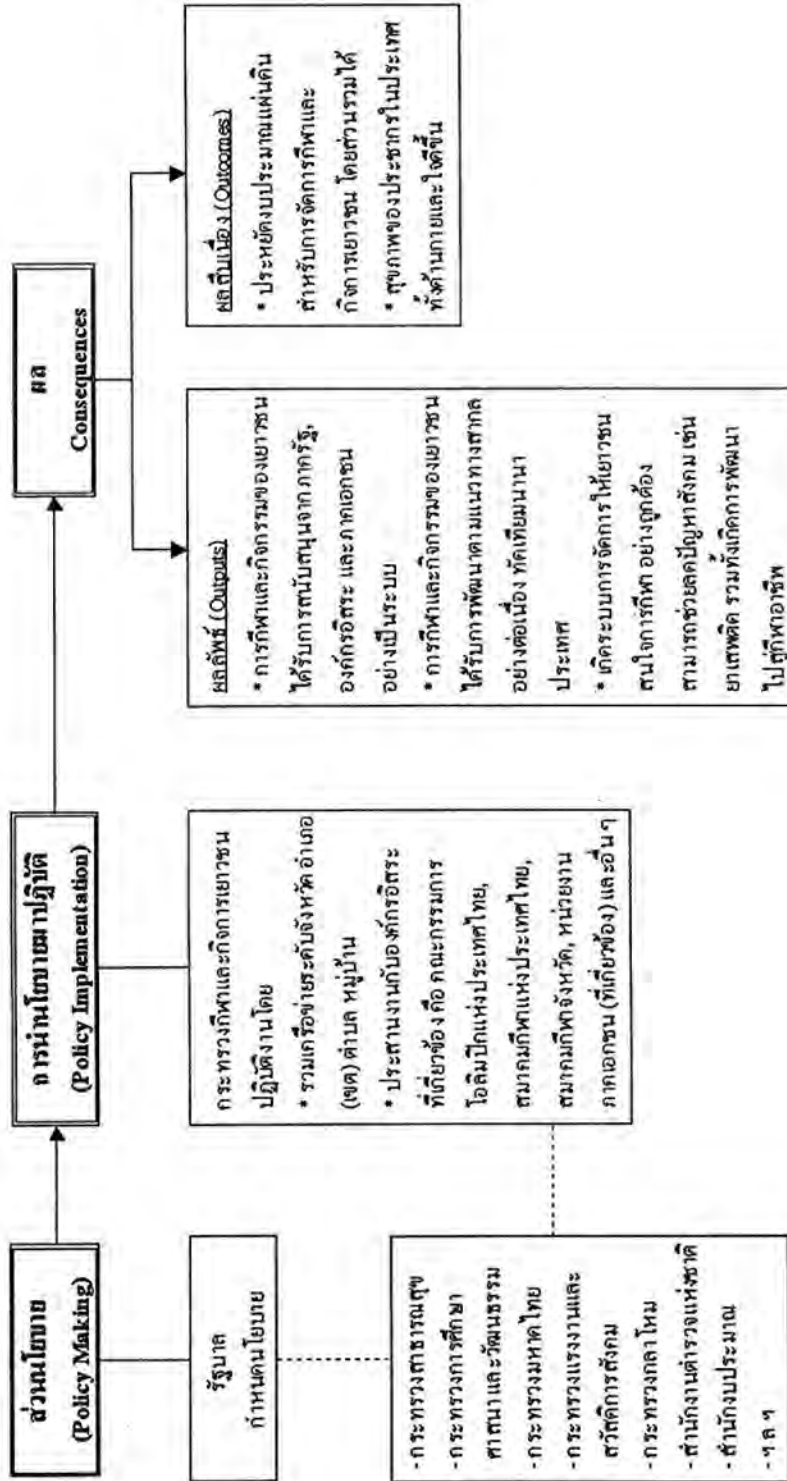 ส่วนนโยบาย
(Policy Making)
รัฐบาล
กำหนดนโยบาย
- กระทรวงสาธารณสุข
- กระทรวงการศึกษา
ศาสนาและวัฒนธรรม
- กระทรวงมหาดไทย
- กระทรวงแรงงานและ
สวัสดิการสังคม
- กระทรวงกลาโหม
- สำนักงานตำรวจแห่งชาติ
- สำนักงบประมาณ
- ฯลฯ
การนำนโยบายมาปฏิบัติ
(Policy Implementation)
กระทรวงกีฬาและกิจการเยาวชน
ปฏิบัติงานโดย
* รวมเครือข่ายระดับจังหวัด อำเภอ
(เขต) ตำบล หมู่บ้าน
* ประสานงานกับองค์กรอิสระ
ที่เกี่ยวข้อง คือ คณะกรรมการ
โอลิมปิกแห่งประเทศไทย,
สมาคมกีฬาแห่งประเทศไทย,
สมาคมกีฬาจังหวัด, หน่วยงาน
ภาคเอกชน (ที่เกี่ยวข้อง) และอื่น ๆ
ผล
Consequences
ผลลัพธ์ (Outputs)
* การกีฬาและกิจกรรมของเยาวชน
ได้รับการสนับสนุนจาก ภาครัฐ,
องค์กรอิสระ และภาคเอกชน
อย่างเป็นระบบ
* การกีฬาและกิจกรรมของเยาวชน
ได้รับการพัฒนาตามแนวทางสากล
อย่างต่อเนื่อง ทัดเทียมนานา
ประเทศ
* เกิดระบบการจัดการให้เยาวชน
สนใจการกีฬา อย่างถูกต้อง
สามารถช่วยลดปัญหาสังคม เช่น
ยาเสพติด รวมทั้งเกิดการพัฒนา
ไปสู่กีฬาอาชีพ
ผลสืบเนื่อง (Outcomes)
* ประหยัดงบประมาณแผ่นดิน
สำหรับการจัดการกีฬาและ
กิจการเยาวชน โดยส่วนรวมได้
* สุขภาพของประชากรในประเทศ
ทั้งด้านกายและใจดีขึ้น